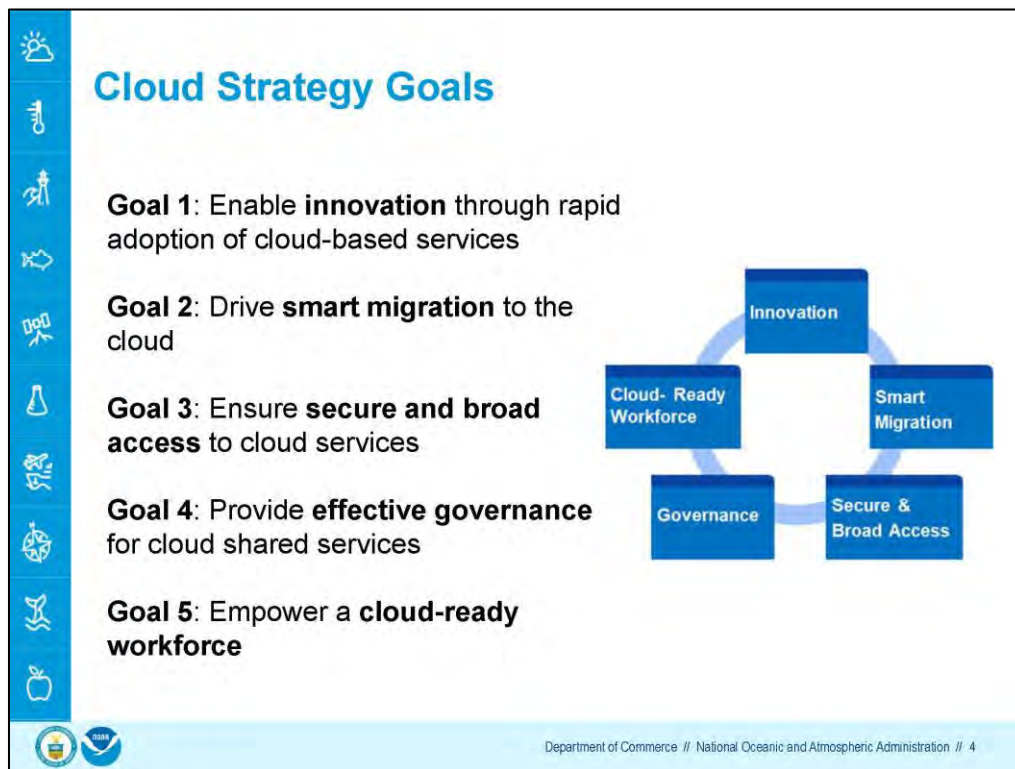 Cloud Strategy Goals
Goal 1: Enable innovation through rapid
adoption of cloud-based services
Goal 2: Drive smart migration to the
cloud
Goal 3: Ensure secure and broad
access to cloud services
Goal 4: Provide effective governance
for cloud shared services
Goal 5: Empower a cloud-ready
workforce
Innovation
Smart
Migration
Secure &
Broad Access
Governance
Cloud- Ready
Workforce
NOAA
Department of Commerce // National Oceanic and Atmospheric Administration // 4